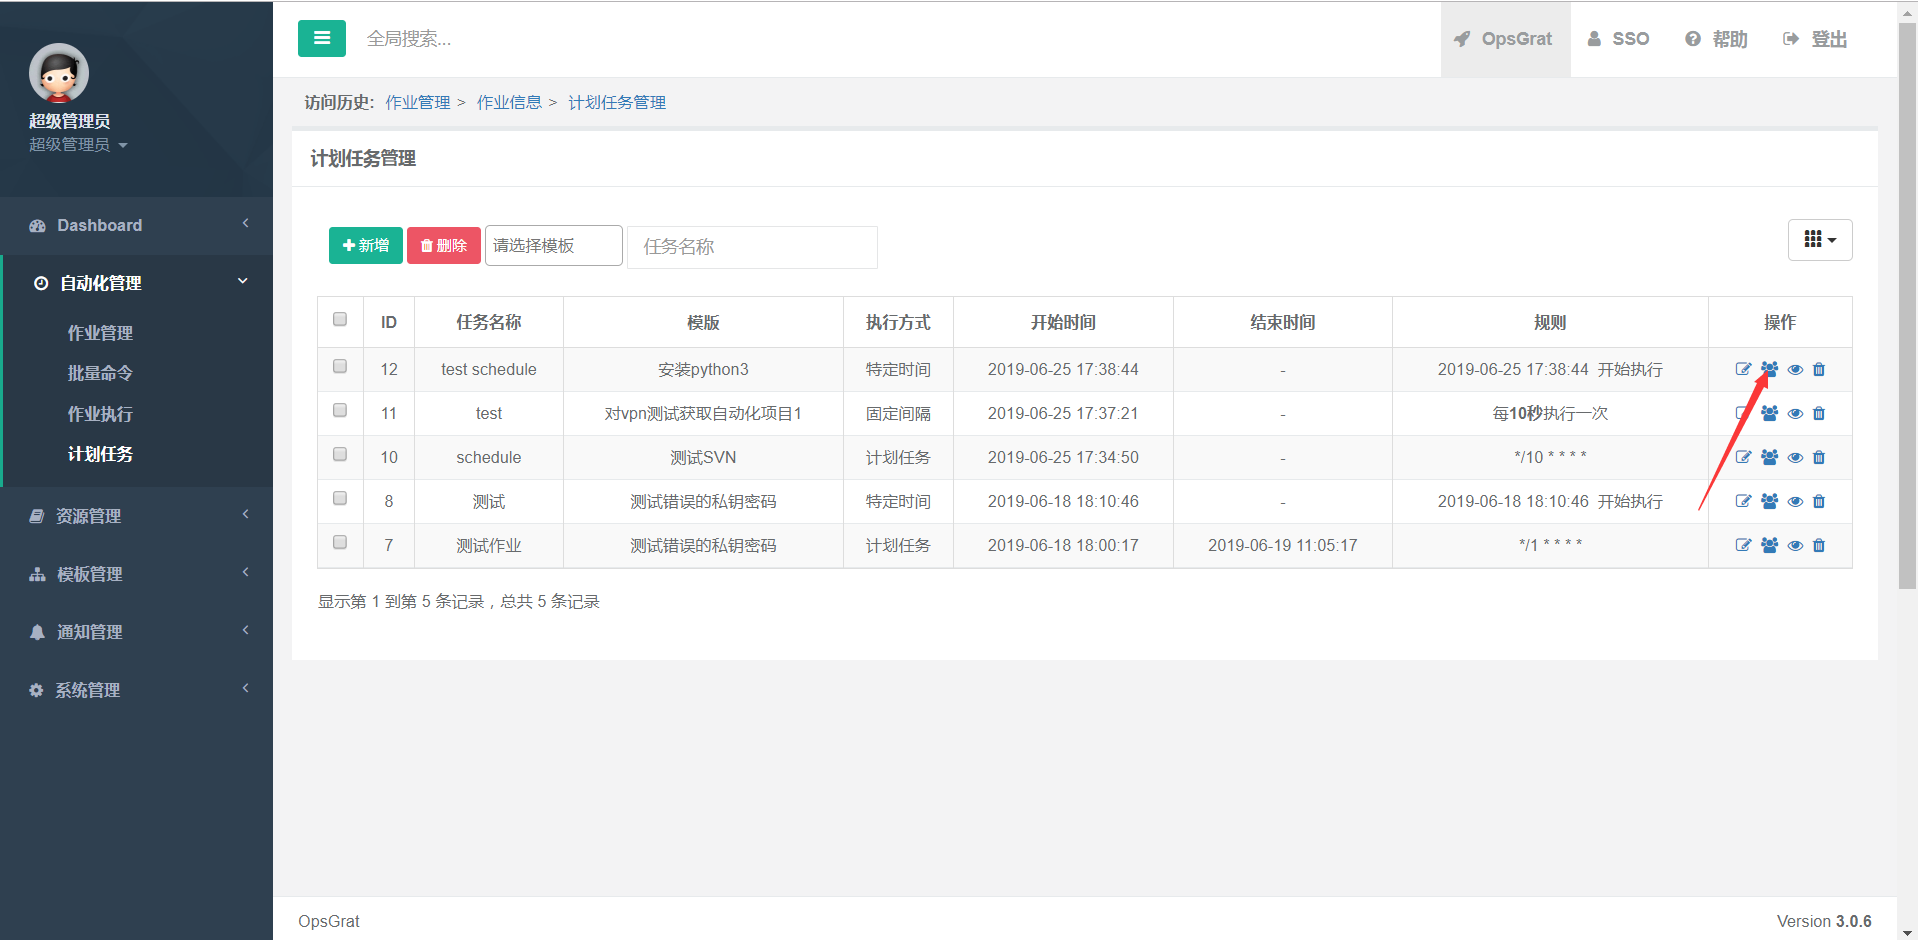 超级管理员
超级管理员
Dashboard
自动化管理
作业管理
批量命令
作业执行
计划任务
资源管理
模板管理
通知管理
系统管理
全局搜索...
OpsGrat SSO 帮助 登出
访问历史: 作业管理 > 作业信息 > 计划任务管理
计划任务管理
新增 删除 请选择模板 任务名称
ID 任务名称 模版 执行方式 开始时间 结束时间 规则 操作
12 test schedule 安装python3 特定时间 2019-06-25 17:38:44 - 2019-06-25 17:38:44 开始执行
11 test 对vpn测试获取自动化项目1 固定间隔 2019-06-25 17:37:21 - 每10秒执行一次
10 schedule 测试SVN 计划任务 2019-06-25 17:34:50 - */10 * * * *
8 测试 测试错误的私钥密码 特定时间 2019-06-18 18:10:46 - 2019-06-18 18:10:46 开始执行
7 测试作业 测试错误的私钥密码 计划任务 2019-06-18 18:00:17 2019-06-19 11:05:17 */1 * * * *
显示第 1 到第 5 条记录，总共 5 条记录
OpsGrat Version 3.0.6